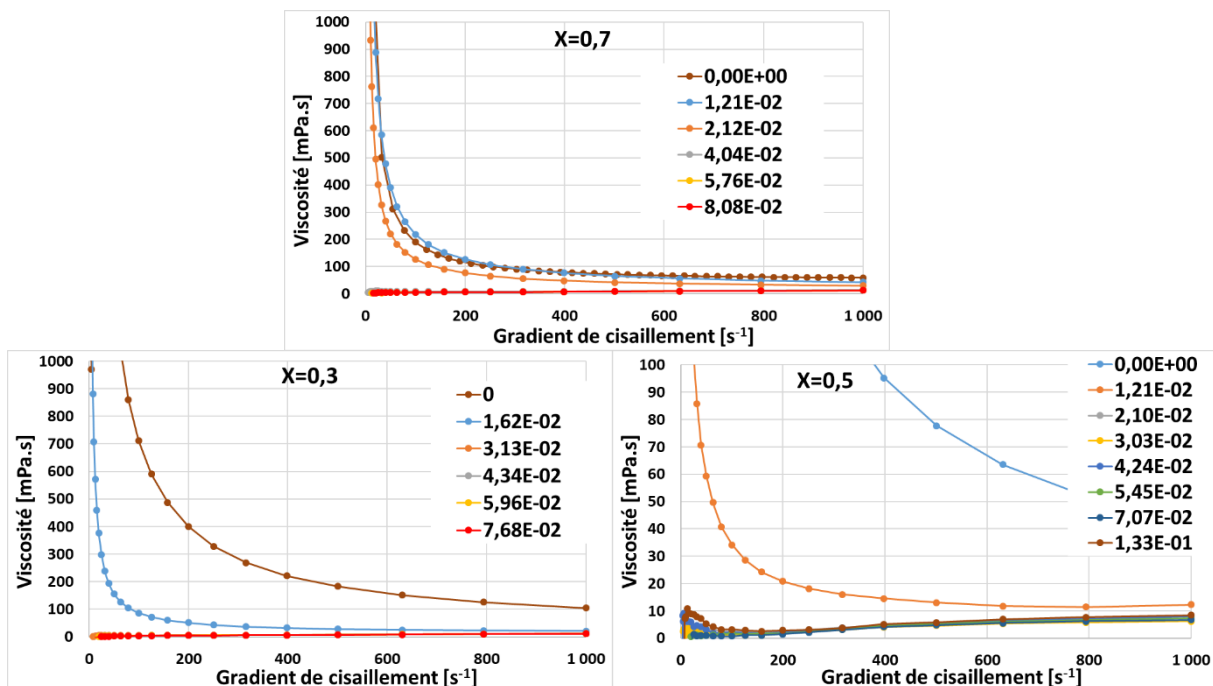 X=0,7
Viscosité [mPa.s]
1000
900
800
700
600
500
400
300
200
100
0
0,00E+00
1,21E-02
2,12E-02
4,04E-02
5,76E-02
8,08E-02
0 200 400 600 800 1 000
Gradient de cisaillement [s⁻¹]
X=0,3
Viscosité [mPa.s]
1000
900
800
700
600
500
400
300
200
100
0
0
1,62E-02
3,13E-02
4,34E-02
5,96E-02
7,68E-02
0 200 400 600 800 1 000
Gradient de cisaillement [s⁻¹]
X=0,5
Viscosité [mPa.s]
100
90
80
70
60
50
40
30
20
10
0
0,00E+00
1,21E-02
2,10E-02
3,03E-02
4,24E-02
5,45E-02
7,07E-02
1,33E-01
0 200 400 600 800 1 000
Gradient de cisaillement [s⁻¹]